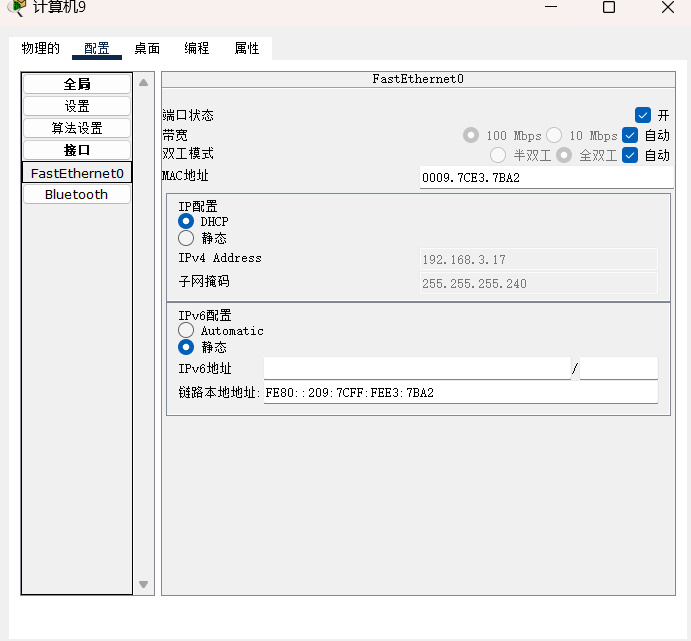 计算机9
物理的 配置 桌面 编程 属性
全局
设置
算法设置
接口
FastEthernet0
Bluetooth
FastEthernet0
端口状态 开
带宽 100 Mbps 10 Mbps 自动
双工模式 半双工 全双工 自动
MAC地址 0009.7CE3.7BA2
IP配置
DHCP
静态
IPv4 Address 192.168.3.17
子网掩码 255.255.255.240
IPv6配置
Automatic
静态
IPv6地址 /
链路本地地址: FE80::209:7CFF:FEE3:7BA2